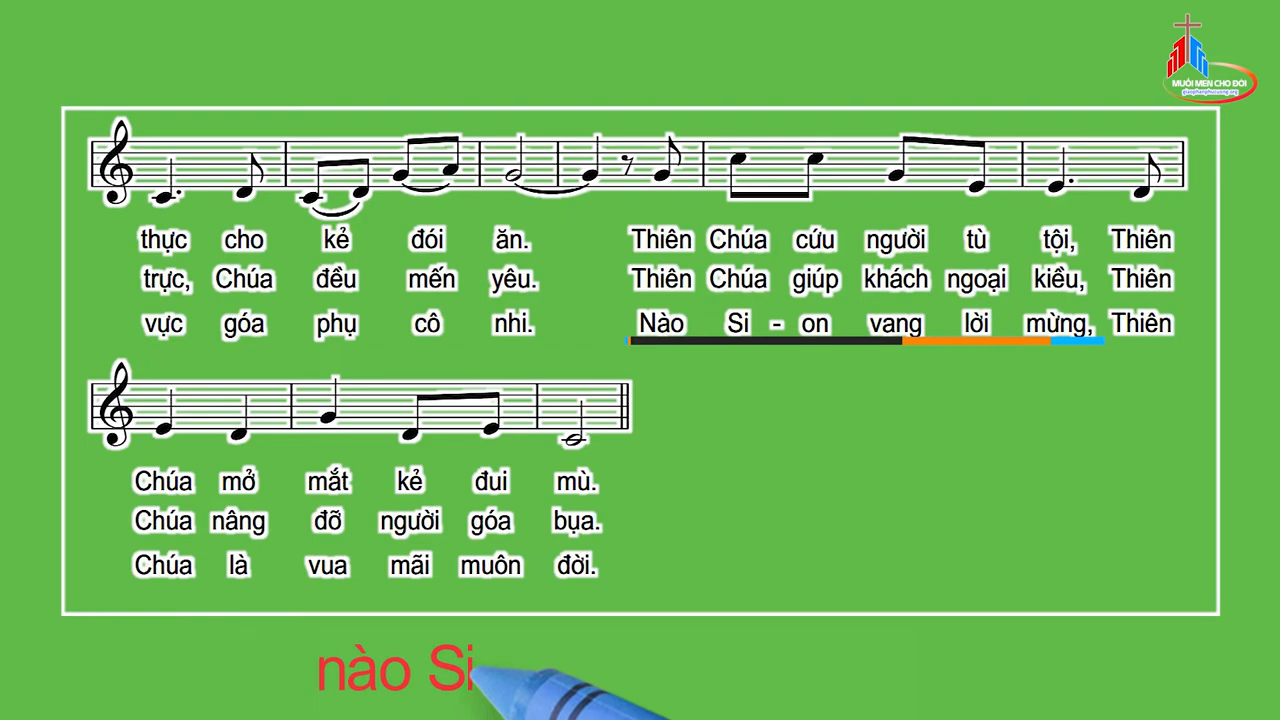 MUỐI MEN CHO ĐỜI
giaophanphucuong.org
thực cho kẻ đói ăn. Thiên Chúa cứu người tù tội, Thiên
trực, Chúa đều mến yêu. Thiên Chúa giúp khách ngoại kiều, Thiên
vực góa phụ cô nhi. Nào Si - on vang lời mừng, Thiên
Chúa mở mắt kẻ đui mù.
Chúa nâng đỡ người góa bụa.
Chúa là vua mãi muôn đời.
nào Si